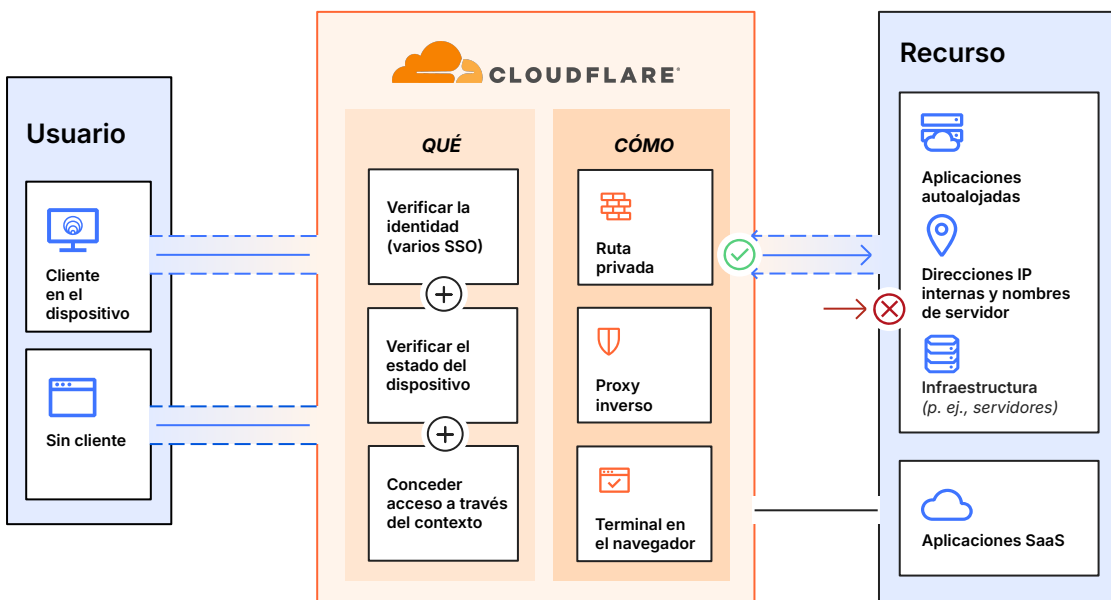 Usuario
Cliente
en el
dispositivo
Sin cliente
CLOUDFLARE
QUÉ
Verificar la
identidad
(varios SSO)
Verificar el
estado del
dispositivo
Conceder
acceso a través
del contexto
CÓMO
Ruta
privada
Proxy
inverso
Terminal en
el navegador
Recurso
Aplicaciones
autoalojadas
Direcciones IP
internas y nombres
de servidor
Infraestructura
(p. ej., servidores)
Aplicaciones SaaS